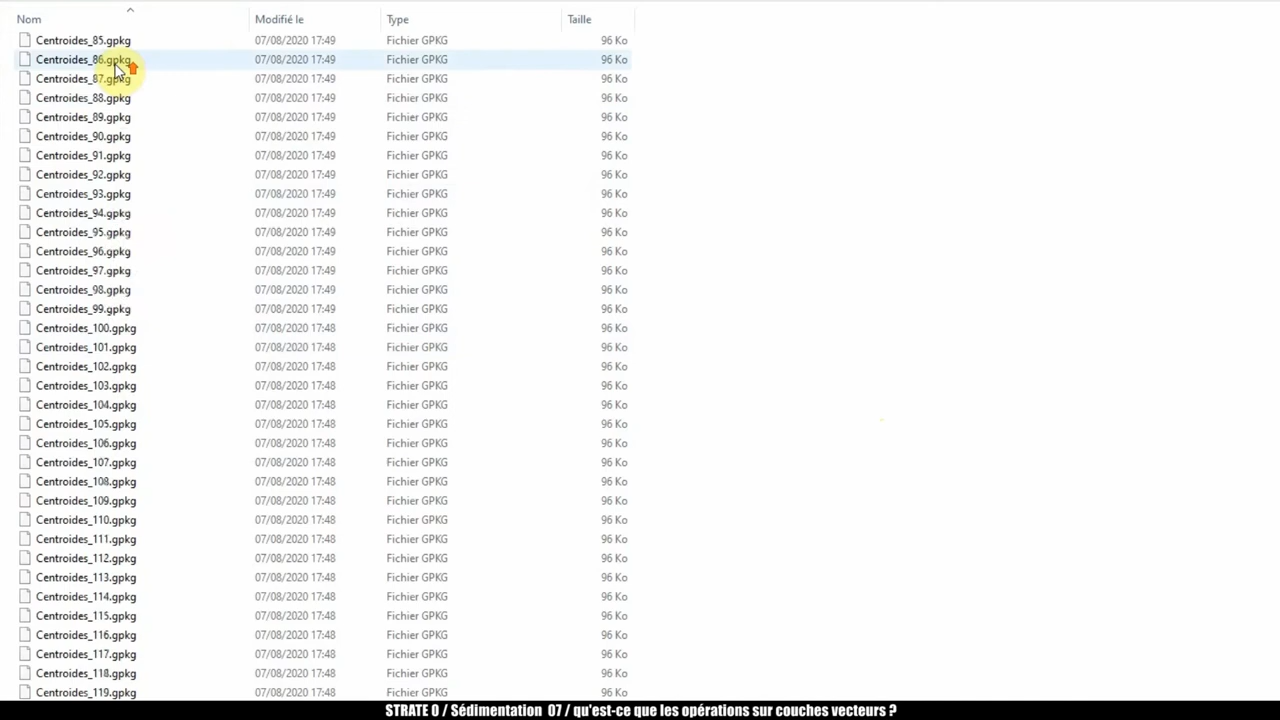 Nom Modifié le Type Taille
Centroides_85.gpkg 07/08/2020 17:49 Fichier GPKG 96 Ko
Centroides_86.gpkg 07/08/2020 17:49 Fichier GPKG 96 Ko
Centroides_87.gpkg 07/08/2020 17:49 Fichier GPKG 96 Ko
Centroides_88.gpkg 07/08/2020 17:49 Fichier GPKG 96 Ko
Centroides_89.gpkg 07/08/2020 17:49 Fichier GPKG 96 Ko
Centroides_90.gpkg 07/08/2020 17:49 Fichier GPKG 96 Ko
Centroides_91.gpkg 07/08/2020 17:49 Fichier GPKG 96 Ko
Centroides_92.gpkg 07/08/2020 17:49 Fichier GPKG 96 Ko
Centroides_93.gpkg 07/08/2020 17:49 Fichier GPKG 96 Ko
Centroides_94.gpkg 07/08/2020 17:49 Fichier GPKG 96 Ko
Centroides_95.gpkg 07/08/2020 17:49 Fichier GPKG 96 Ko
Centroides_96.gpkg 07/08/2020 17:49 Fichier GPKG 96 Ko
Centroides_97.gpkg 07/08/2020 17:49 Fichier GPKG 96 Ko
Centroides_98.gpkg 07/08/2020 17:49 Fichier GPKG 96 Ko
Centroides_99.gpkg 07/08/2020 17:49 Fichier GPKG 96 Ko
Centroides_100.gpkg 07/08/2020 17:48 Fichier GPKG 96 Ko
Centroides_101.gpkg 07/08/2020 17:48 Fichier GPKG 96 Ko
Centroides_102.gpkg 07/08/2020 17:48 Fichier GPKG 96 Ko
Centroides_103.gpkg 07/08/2020 17:48 Fichier GPKG 96 Ko
Centroides_104.gpkg 07/08/2020 17:48 Fichier GPKG 96 Ko
Centroides_105.gpkg 07/08/2020 17:48 Fichier GPKG 96 Ko
Centroides_106.gpkg 07/08/2020 17:48 Fichier GPKG 96 Ko
Centroides_107.gpkg 07/08/2020 17:48 Fichier GPKG 96 Ko
Centroides_108.gpkg 07/08/2020 17:48 Fichier GPKG 96 Ko
Centroides_109.gpkg 07/08/2020 17:48 Fichier GPKG 96 Ko
Centroides_110.gpkg 07/08/2020 17:48 Fichier GPKG 96 Ko
Centroides_111.gpkg 07/08/2020 17:48 Fichier GPKG 96 Ko
Centroides_112.gpkg 07/08/2020 17:48 Fichier GPKG 96 Ko
Centroides_113.gpkg 07/08/2020 17:48 Fichier GPKG 96 Ko
Centroides_114.gpkg 07/08/2020 17:48 Fichier GPKG 96 Ko
Centroides_115.gpkg 07/08/2020 17:48 Fichier GPKG 96 Ko
Centroides_116.gpkg 07/08/2020 17:48 Fichier GPKG 96 Ko
Centroides_117.gpkg 07/08/2020 17:48 Fichier GPKG 96 Ko
Centroides_118.gpkg 07/08/2020 17:48 Fichier GPKG 96 Ko
Centroides_119.gpkg 07/08/2020 17:48 Fichier GPKG 96 Ko
STRATE 0 / Sédimentation 07 / qu'est-ce que les opérations sur couches vecteurs ?